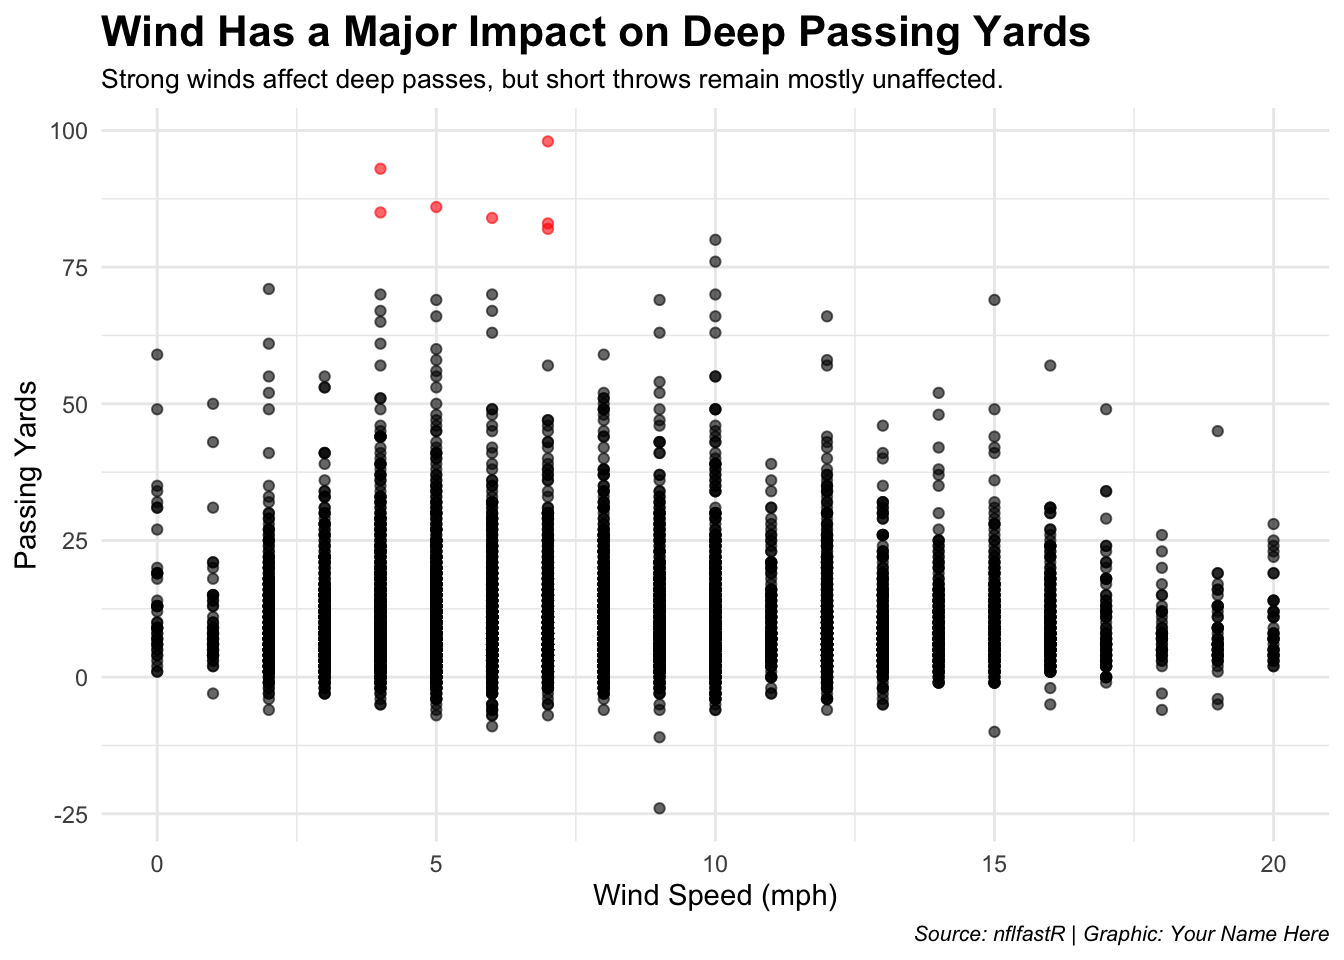 Wind Has a Major Impact on Deep Passing Yards
Strong winds affect deep passes, but short throws remain mostly unaffected.
100
75
50
25
0
-25
Passing Yards
0 5 10 15 20
Wind Speed (mph)
Source: nflfastR | Graphic: Your Name Here